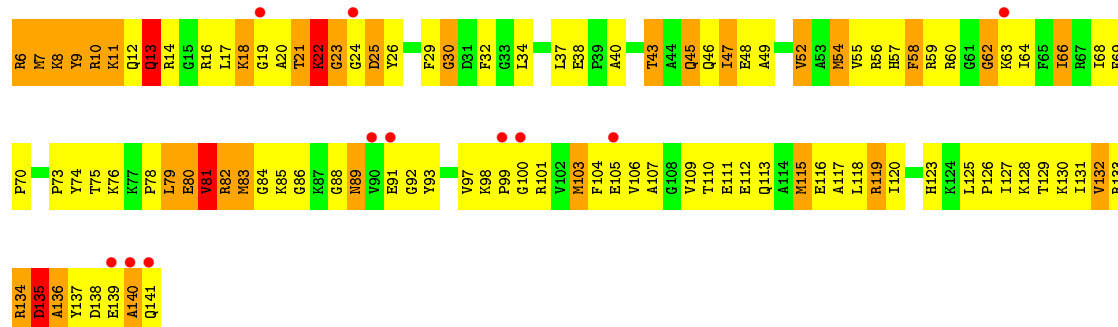 R6 M7 K8 Y9 R10 K11 Q12 Q13 R14 G15 R16 L17 K18 G19 A20 T21 K22 G23 G24 D25 Y26 F29 G30 D31 F32 G33 L34 L37 E38 P39 A40 T43 A44 Q45 Q46 I47 E48 A49 V52 A53 M54 V55 R56 H57 F58 R59 R60 G61 G62 K63 I64 F65 I66 R67 I68 F69
P70 P73 Y74 T75 K76 K77 P78 L79 E80 V81 R82 M83 G84 K85 G86 K87 G88 N89 V90 E91 G92 Y93 V97 K98 P99 G100 R101 V102 M103 F104 E105 V106 A107 G108 V109 T110 E111 E112 Q113 A114 M115 E116 A117 L118 R119 I120 H123 K124 L125 P126 I127 K128 T129 K130 I131 V132 R133
R134 D135 A136 Y137 D138 E139 A140 Q141